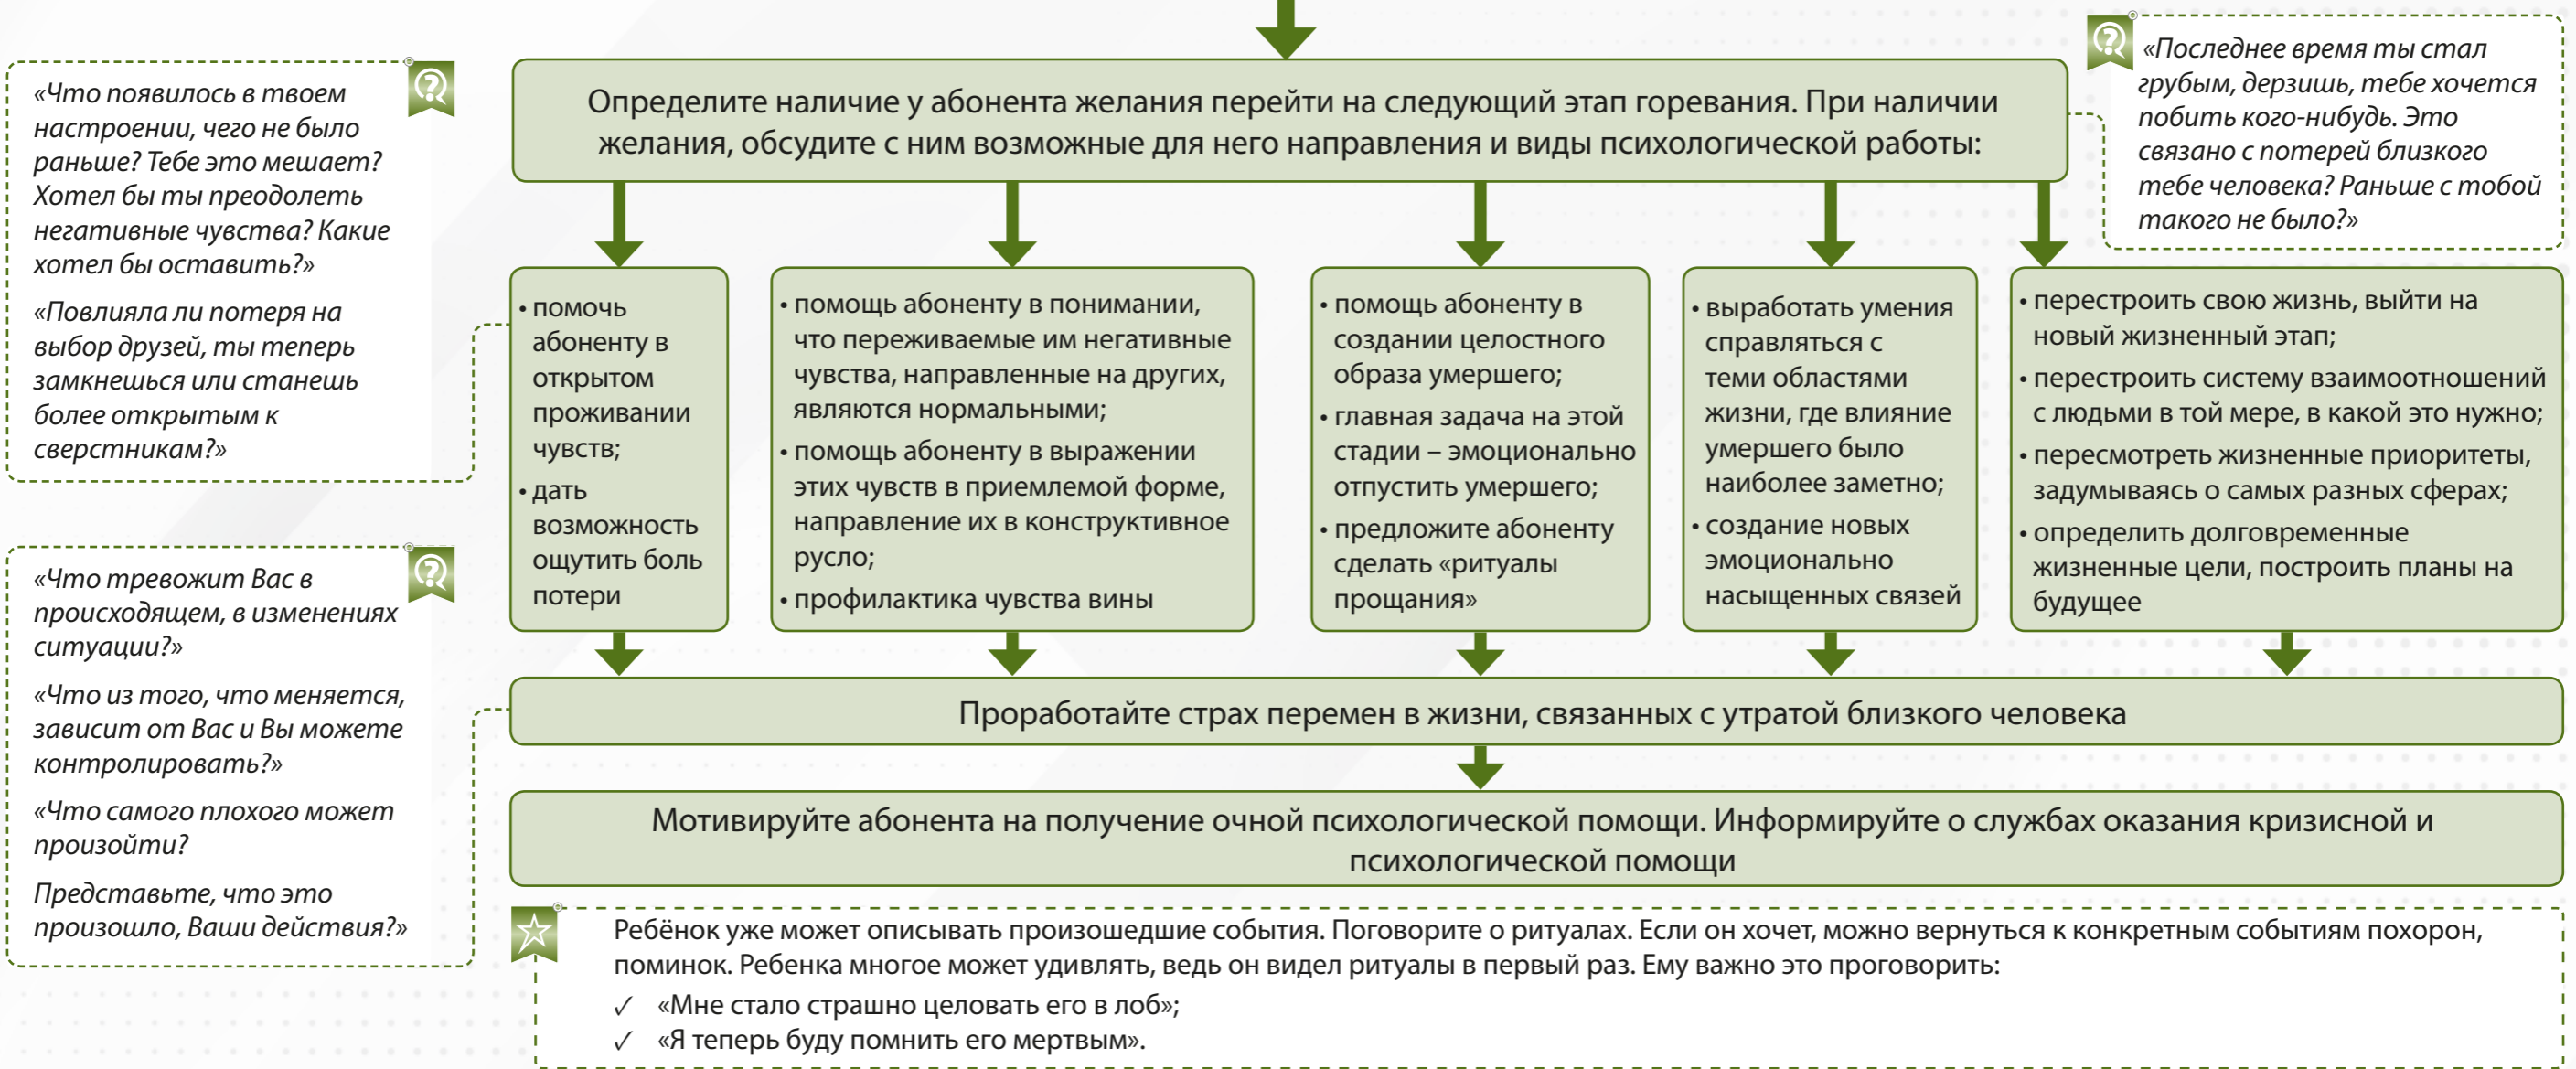 «Что появилось в твоем
настроении, чего не было
раньше? Тебе это мешает?
Хотел бы ты преодолеть
негативные чувства? Какие
хотел бы оставить?»
«Повлияла ли потеря на
выбор друзей, ты теперь
замкнешься или станешь
более открытым к
сверстникам?»
Определите наличие у абонента желания перейти на следующий этап горевания. При наличии
желания, обсудите с ним возможные для него направления и виды психологической работы:
«Последнее время ты стал
грубым, дерзишь, тебе хочется
побить кого-нибудь. Это
связано с потерей близкого
тебе человека? Раньше с тобой
такого не было?»
• помочь
абоненту в
открытом
проживании
чувств;
• дать
возможность
ощутить боль
потери
• помощь абоненту в понимании,
что переживаемые им негативные
чувства, направленные на других,
являются нормальными;
• помощь абоненту в выражении
этих чувств в приемлемой форме,
направление их в конструктивное
русло;
• профилактика чувства вины
• помощь абоненту в
создании целостного
образа умершего;
• главная задача на этой
стадии – эмоционально
отпустить умершего;
• предложите абоненту
сделать «ритуалы
прощания»
• выработать умения
справляться с
теми областями
жизни, где влияние
умершего было
наиболее заметно;
• создание новых
эмоционально
насыщенных связей
• перестроить свою жизнь, выйти на
новый жизненный этап;
• перестроить систему взаимоотношений
с людьми в той мере, в какой это нужно;
• пересмотреть жизненные приоритеты,
задумываясь о самых разных сферах;
• определить долговременные
жизненные цели, построить планы на
будущее
«Что тревожит Вас в
происходящем, в изменениях
ситуации?»
«Что из того, что меняется,
зависит от Вас и Вы можете
контролировать?»
«Что самого плохого может
произойти?
Представьте, что это
произошло, Ваши действия?»
Проработайте страх перемен в жизни, связанных с утратой близкого человека
Мотивируйте абонента на получение очной психологической помощи. Информируйте о службах оказания кризисной и
психологической помощи
Ребёнок уже может описывать произошедшие события. Поговорите о ритуалах. Если он хочет, можно вернуться к конкретным событиям похорон,
поминок. Ребенка многое может удивлять, ведь он видел ритуалы в первый раз. Ему важно это проговорить:
✓ «Мне стало страшно целовать его в лоб»;
✓ «Я теперь буду помнить его мертвым».